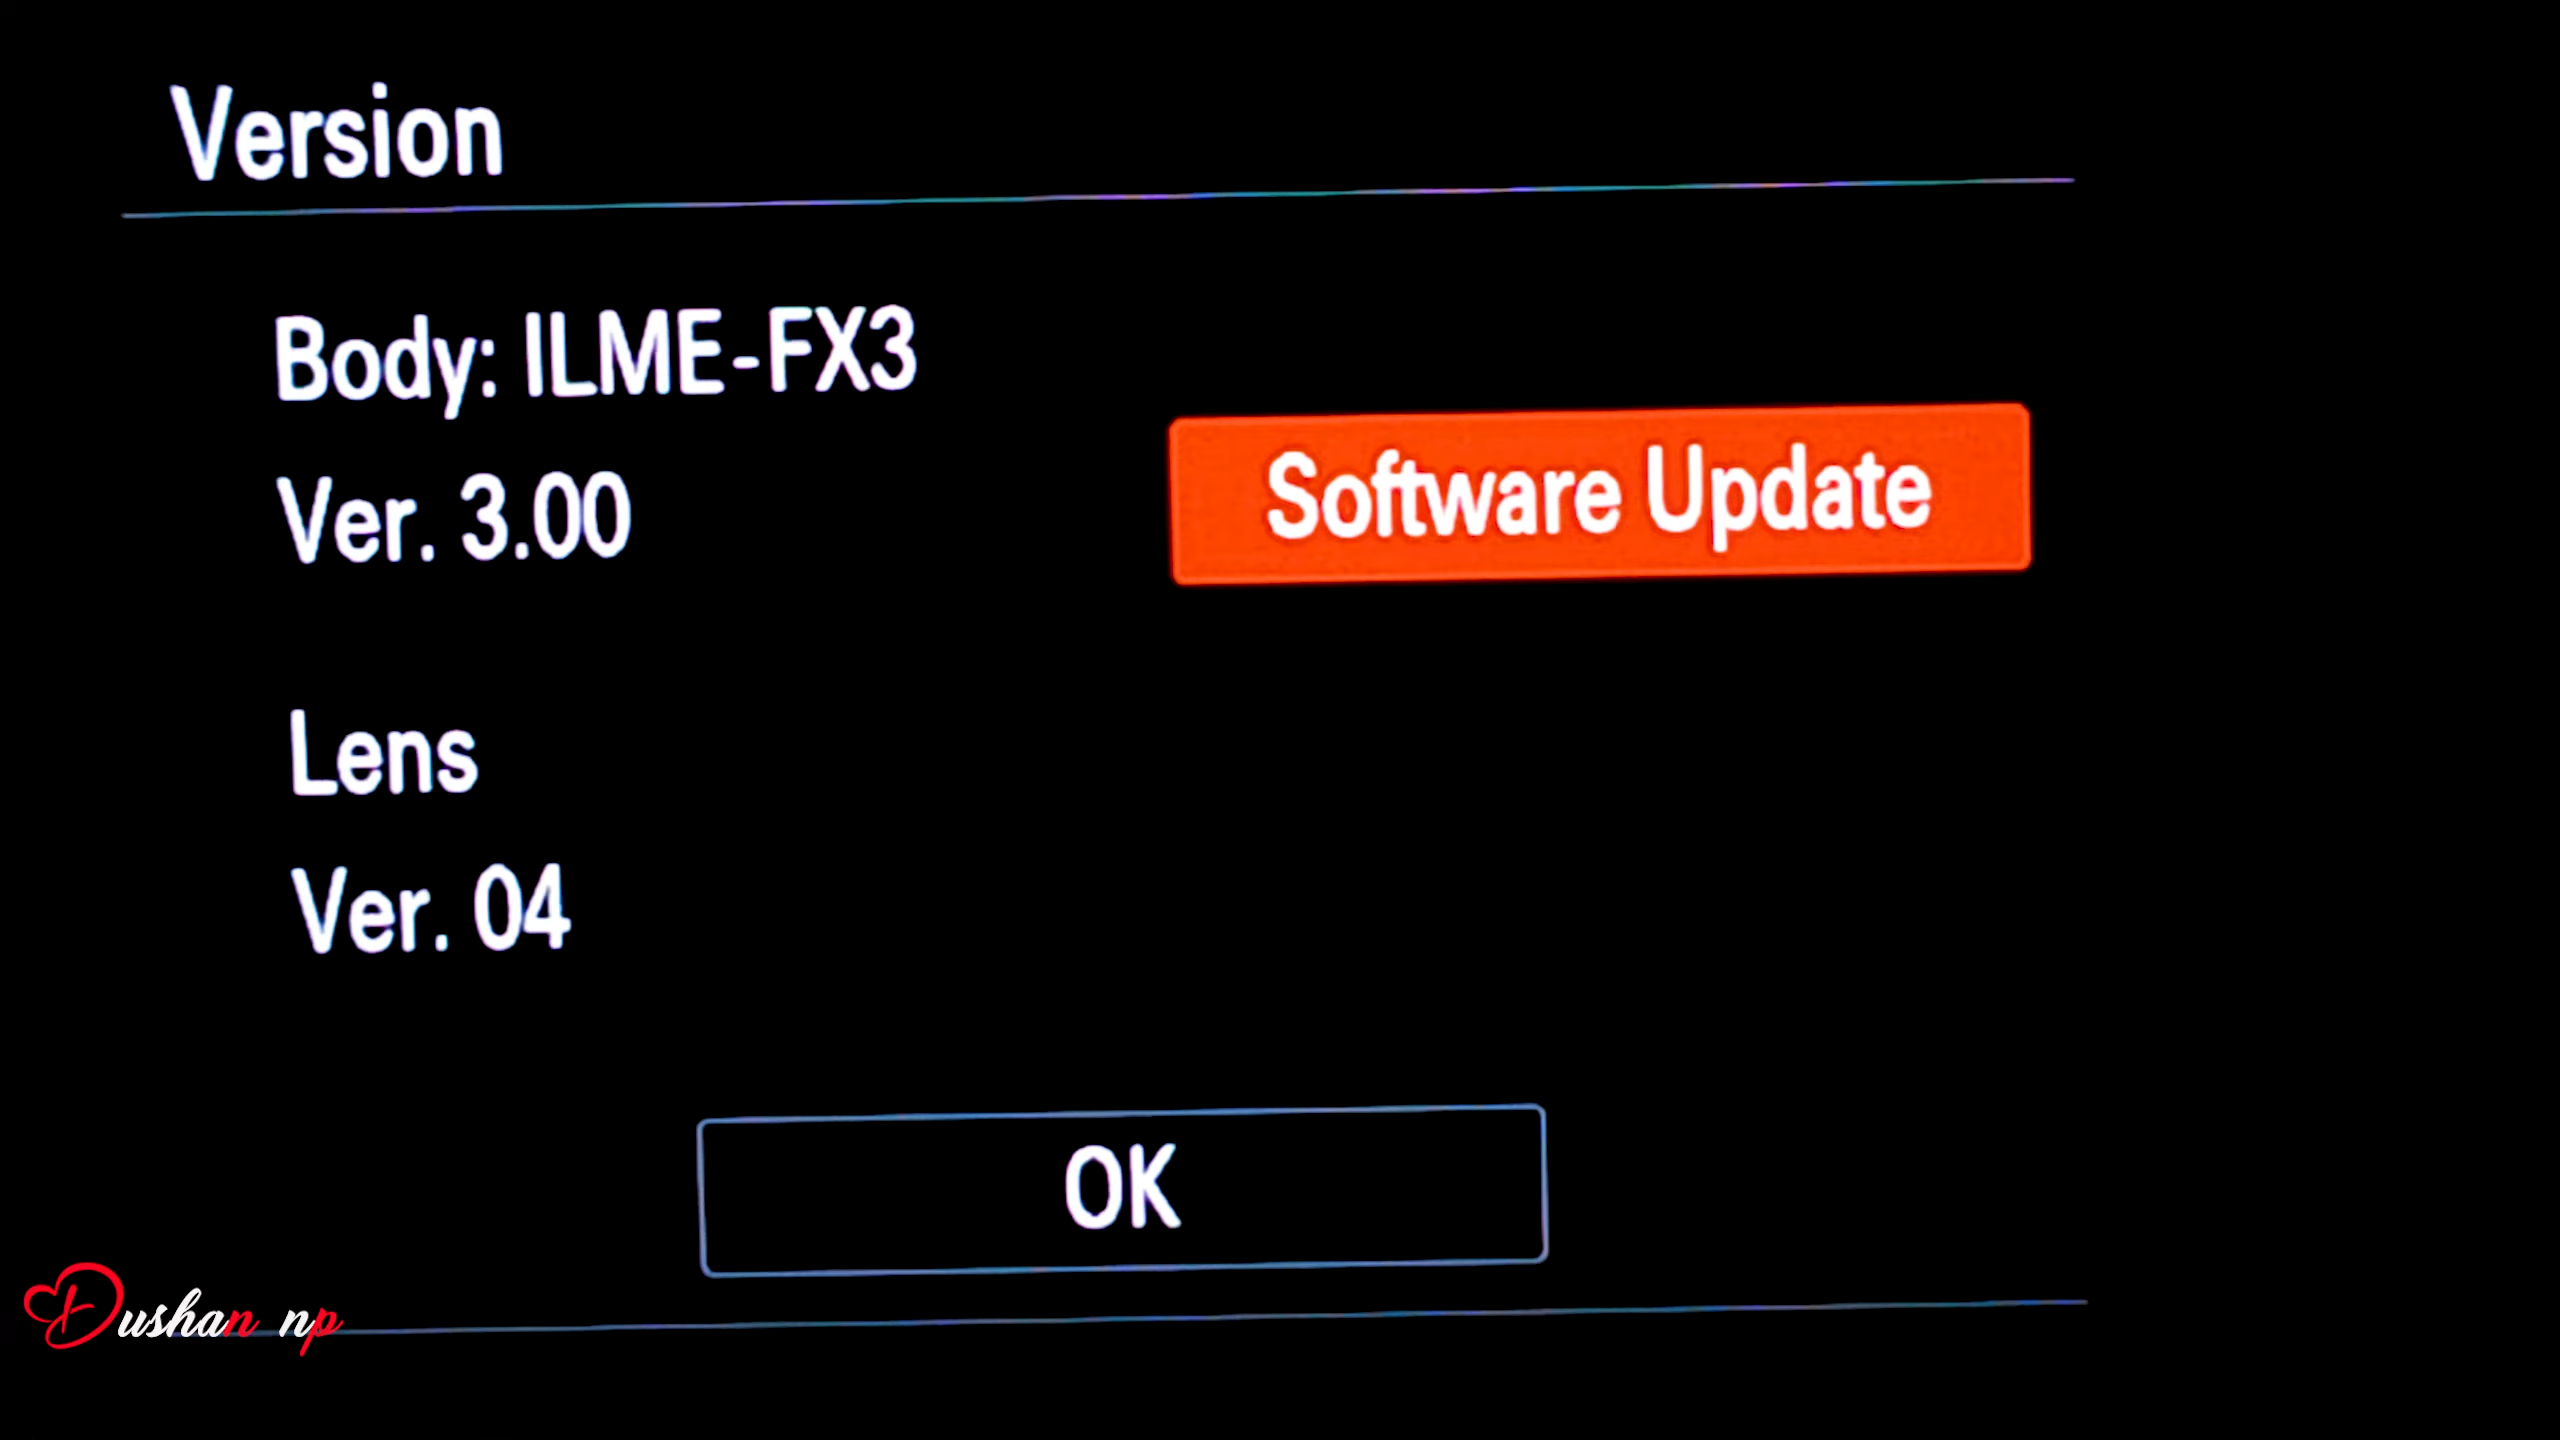 Version
Body: ILME-FX3
Ver. 3.00
Software Update
Lens
Ver. 04
OK
Dushan np